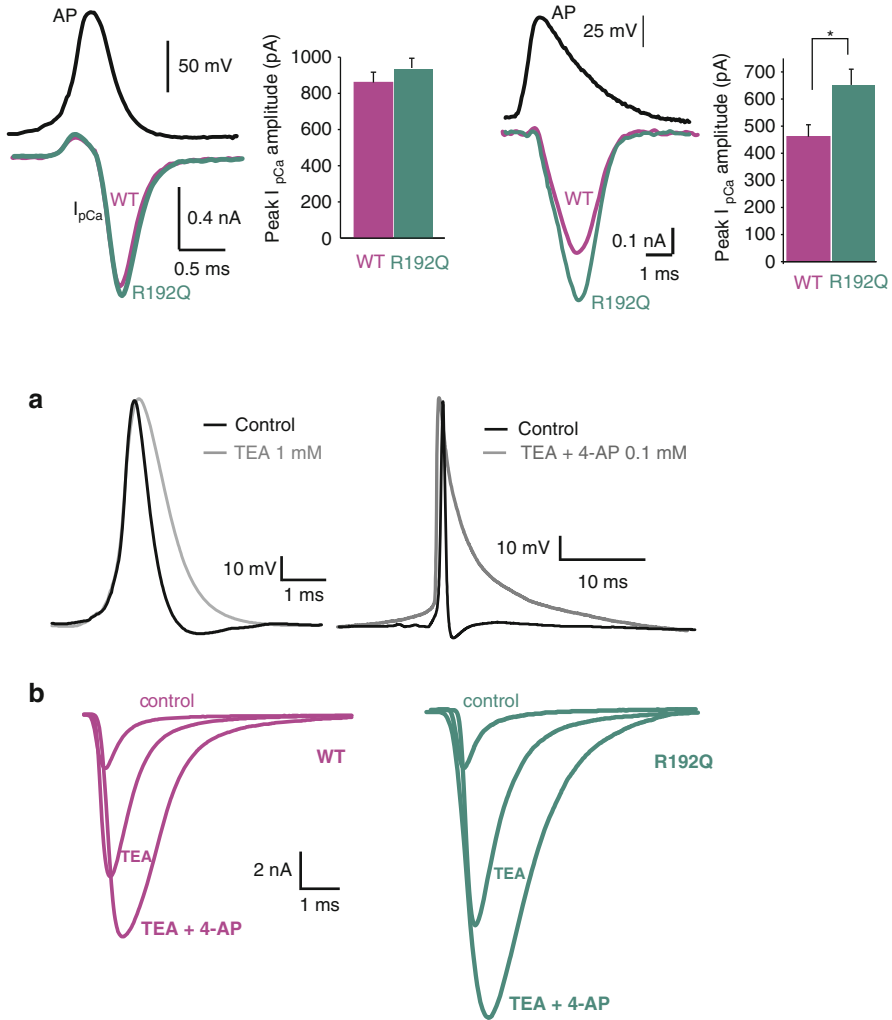 AP
50 mV
WT
I pCa
0.4 nA
0.5 ms
R192Q
Peak I pCa amplitude (pA)
1000
800
600
400
200
0
WT R192Q
AP
25 mV
WT
0.1 nA
1 ms
R192Q
Peak I pCa amplitude (pA)
700
600
500
400
300
200
100
0
*
WT R192Q
a
Control
TEA 1 mM
10 mV
1 ms
Control
TEA + 4-AP 0.1 mM
10 mV
10 ms
b
control
WT
TEA
TEA + 4-AP
2 nA
1 ms
control
R192Q
TEA
TEA + 4-AP